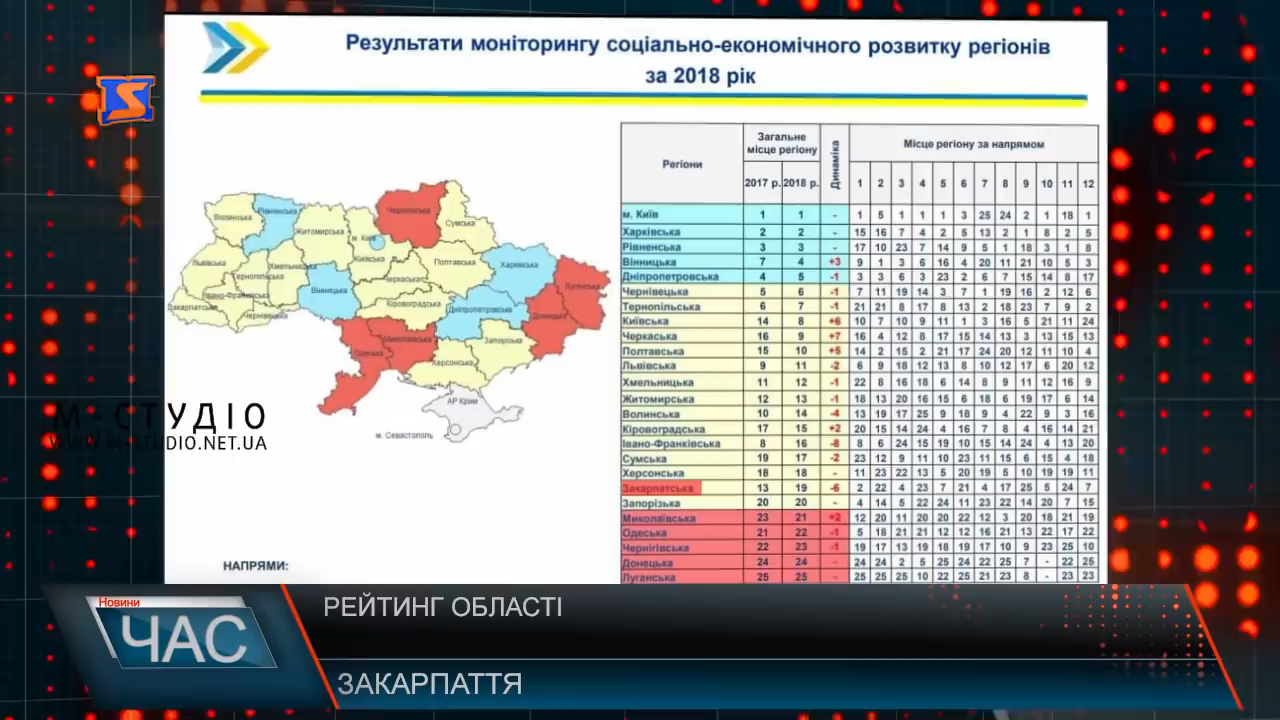 Результати моніторингу соціально-економічного розвитку регіонів
за 2018 рік
Регіони
Загальне
місце регіону
Динаміка
Місце регіону за напрямом
2017 р. 2018 р. 1 2 3 4 5 6 7 8 9 10 11 12
м. Київ 1 1 - 1 5 1 1 1 3 25 24 2 1 18 1
Харківська 2 2 - 15 16 7 4 2 5 13 2 1 8 2 5
Рівненська 3 3 - 17 10 23 7 14 9 5 1 18 3 1 8
Вінницька 7 4 +3 9 1 3 6 16 4 20 11 21 10 5 3
Дніпропетровська 4 5 -1 3 3 6 3 23 2 6 7 15 14 8 17
Чернівецька 5 6 -1 7 11 19 14 3 7 1 19 16 2 12 6
Тернопільська 6 7 -1 21 21 8 17 8 13 2 18 23 7 9 2
Київська 14 8 +6 10 7 10 9 11 1 3 16 5 21 11 24
Черкаська 16 9 +7 16 4 12 8 17 15 14 13 3 13 15 13
Полтавська 15 10 +5 14 2 15 2 21 17 24 20 12 11 10 4
Львівська 9 11 -2 6 9 18 12 13 8 10 12 17 6 20 12
Хмельницька 11 12 -1 22 8 16 18 6 14 8 9 11 12 16 9
Житомирська 12 13 -1 18 13 20 16 15 6 18 6 19 17 6 14
Волинська 10 14 -4 13 19 17 25 9 18 9 4 22 9 3 16
Кіровоградська 17 15 +2 20 15 14 24 4 16 7 8 4 16 14 21
Івано-Франківська 8 16 -8 8 6 24 15 19 10 15 14 24 4 13 20
Сумська 19 17 -2 23 12 9 11 10 23 11 15 6 15 4 18
Херсонська 18 18 - 11 23 22 13 5 20 19 5 10 19 19 11
Закарпатська 13 19 -6 2 22 4 23 7 21 4 17 25 5 24 7
Запорізька 20 20 - 4 14 5 22 24 11 23 22 14 20 7 15
Миколаївська 23 21 +2 12 20 11 20 20 22 12 3 20 18 21 19
Одеська 21 22 -1 5 18 21 21 12 12 16 21 13 22 17 22
Чернігівська 22 23 -1 19 17 13 19 18 19 17 10 9 23 25 10
Донецька 24 24 - 24 24 2 5 25 24 22 25 7 - 22 25
Луганська 25 25 - 25 25 25 10 22 25 21 23 8 - 23 23
Волинська
Рівненська
Житомирська
м. Київ
Київська
Чернігівська
Сумська
Львівська
Тернопільська
Хмельницька
Вінницька
Черкаська
Полтавська
Харківська
Луганська
Закарпатська
Івано-Франківська
Чернівецька
Кіровоградська
Дніпропетровська
Донецька
Одеська
Миколаївська
Запорізька
Херсонська
АР Крим
м. Севастополь
НАПРЯМИ:
М-СТУДІО
WWW.M-STUDIO.NET.UA
Новини
ЧАС
РЕЙТИНГ ОБЛАСТІ
ЗАКАРПАТТЯ